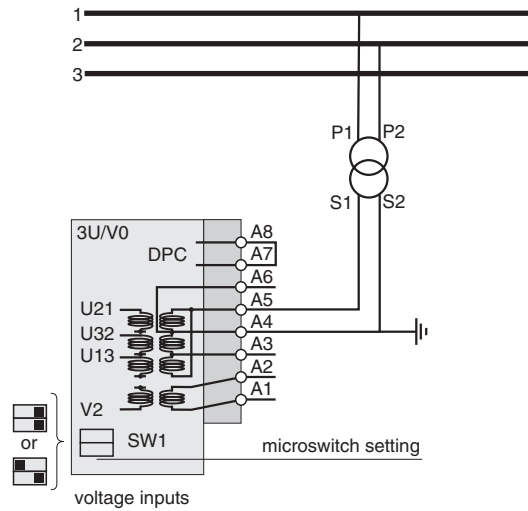 1
2
3
P1 P2
S1 S2
3U/V0
DPC
A8
A7
A6
A5
A4
A3
A2
A1
U21
U32
U13
V2
SW1
or
microswitch setting
voltage inputs